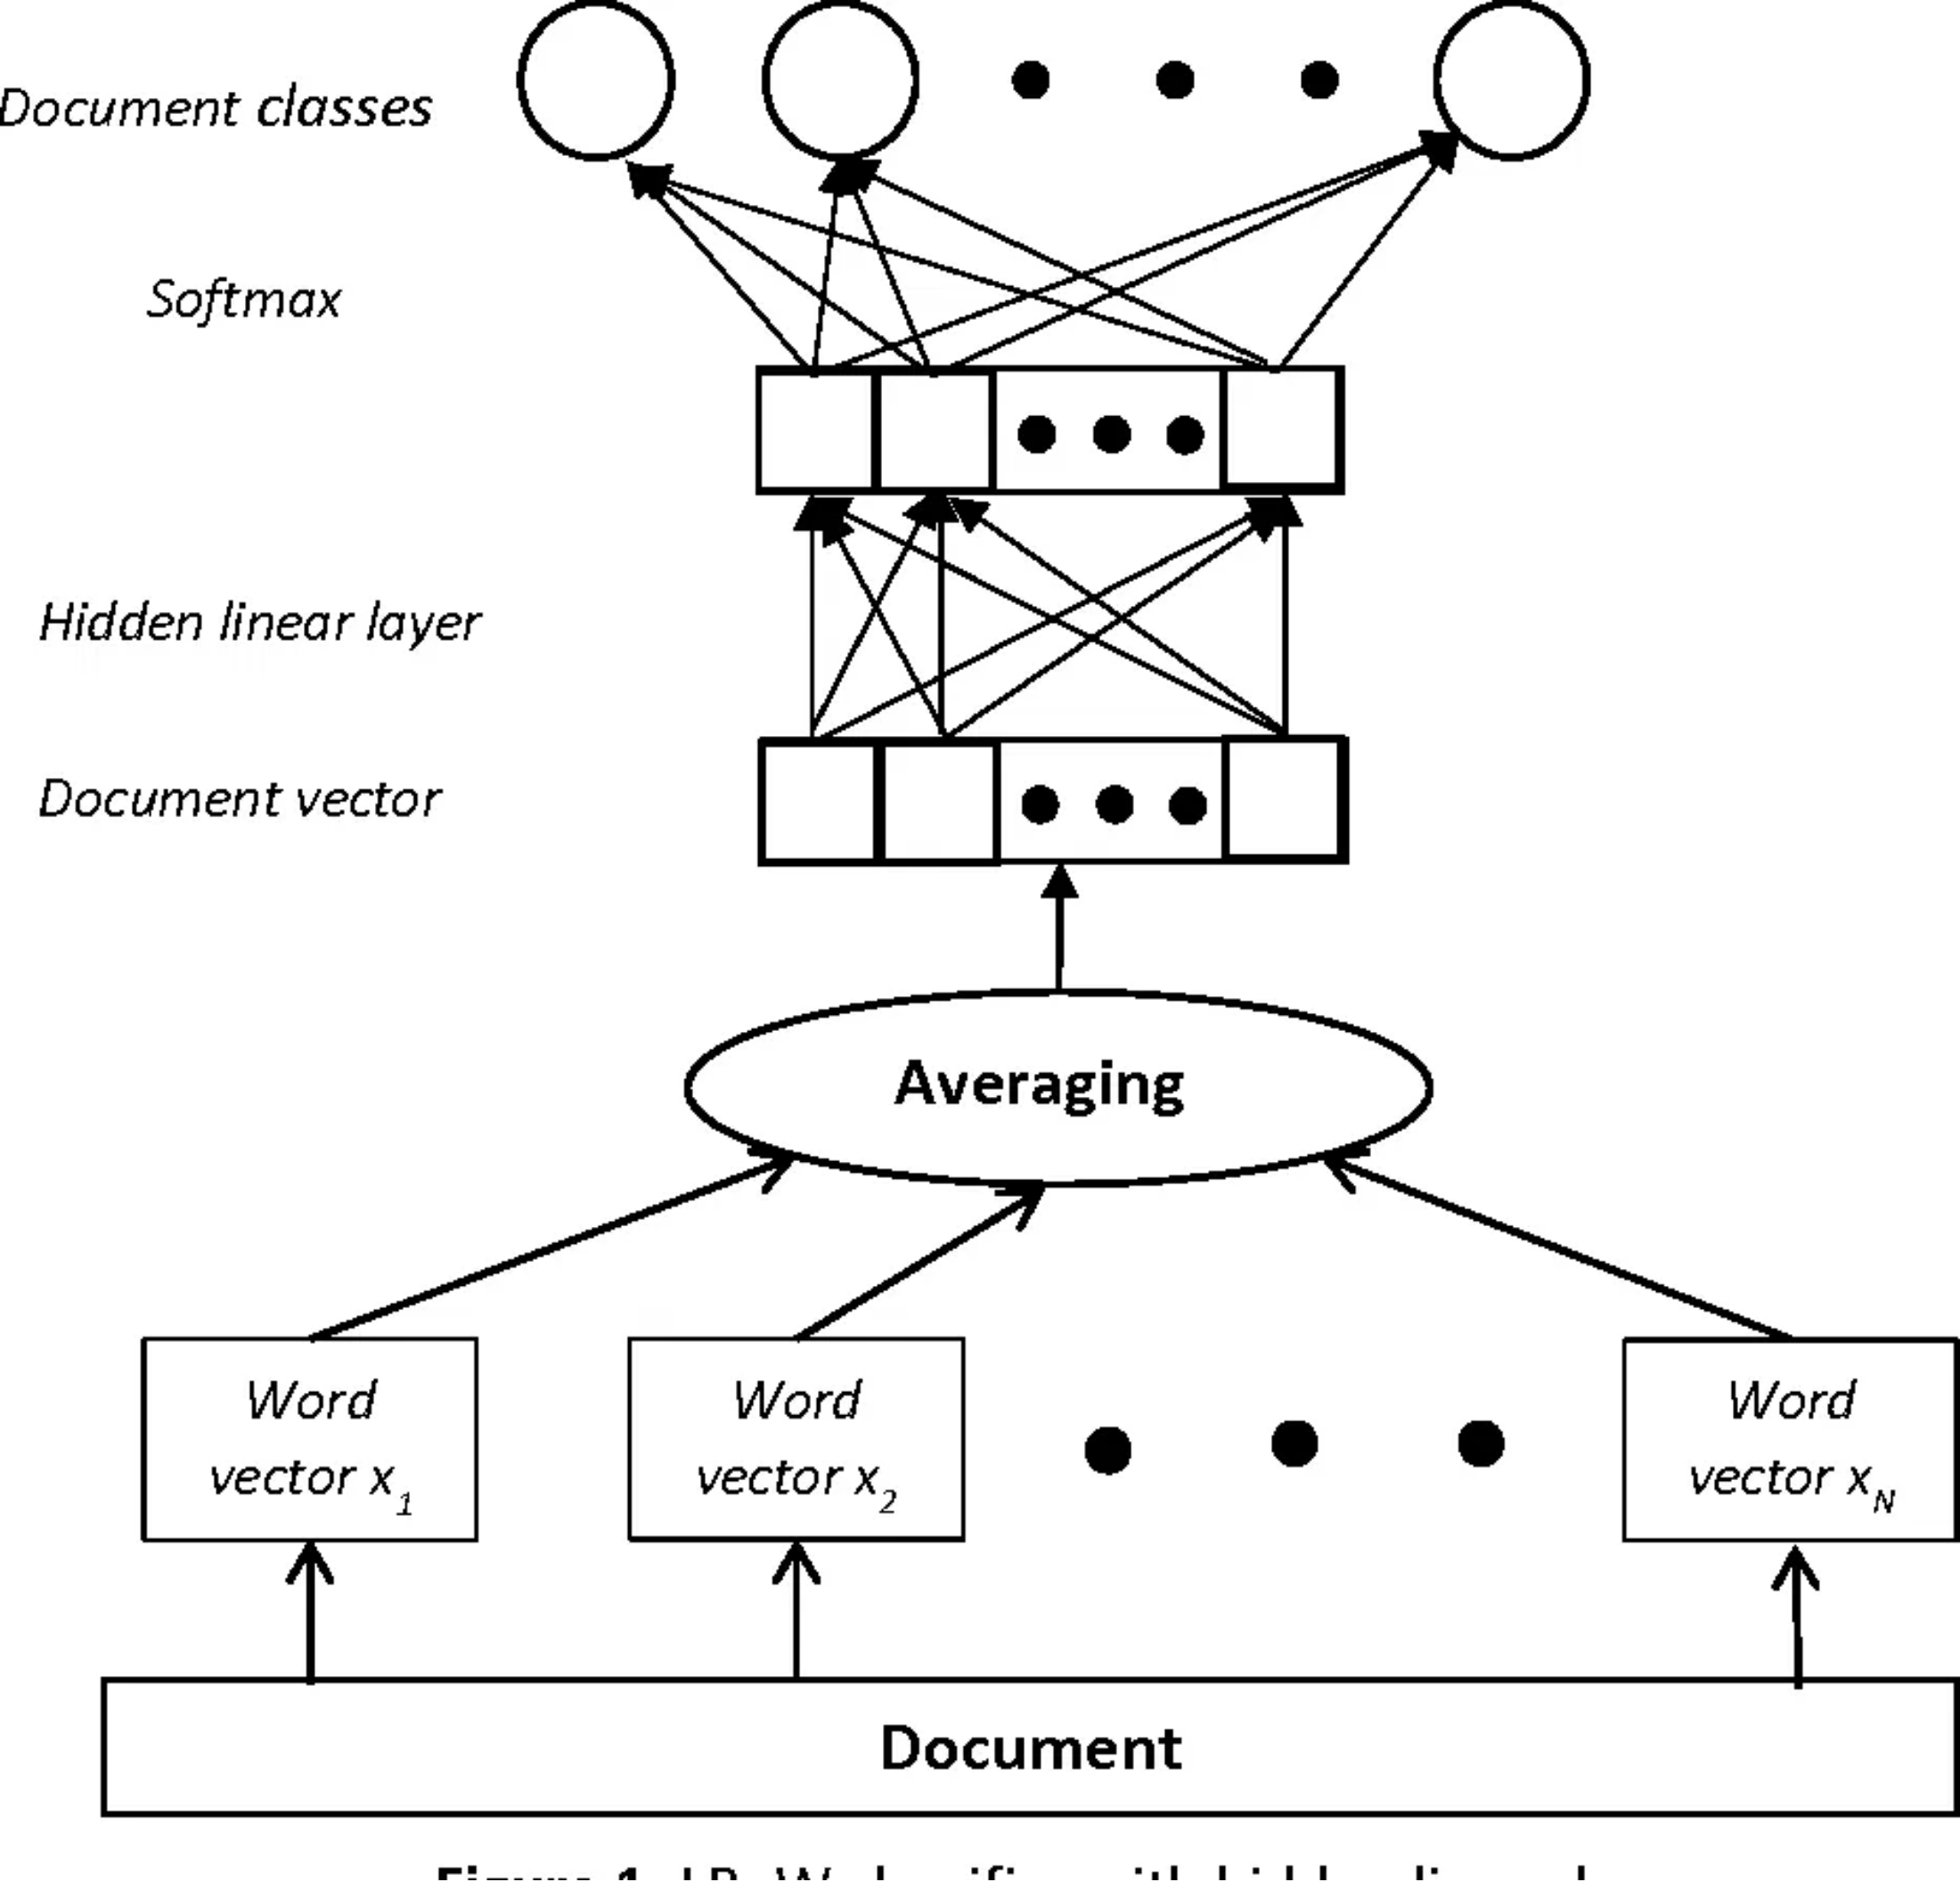 Document classes
Softmax
Hidden linear layer
Document vector
Averaging
Word
vector x1
Word
vector x2
Word
vector xN
Document